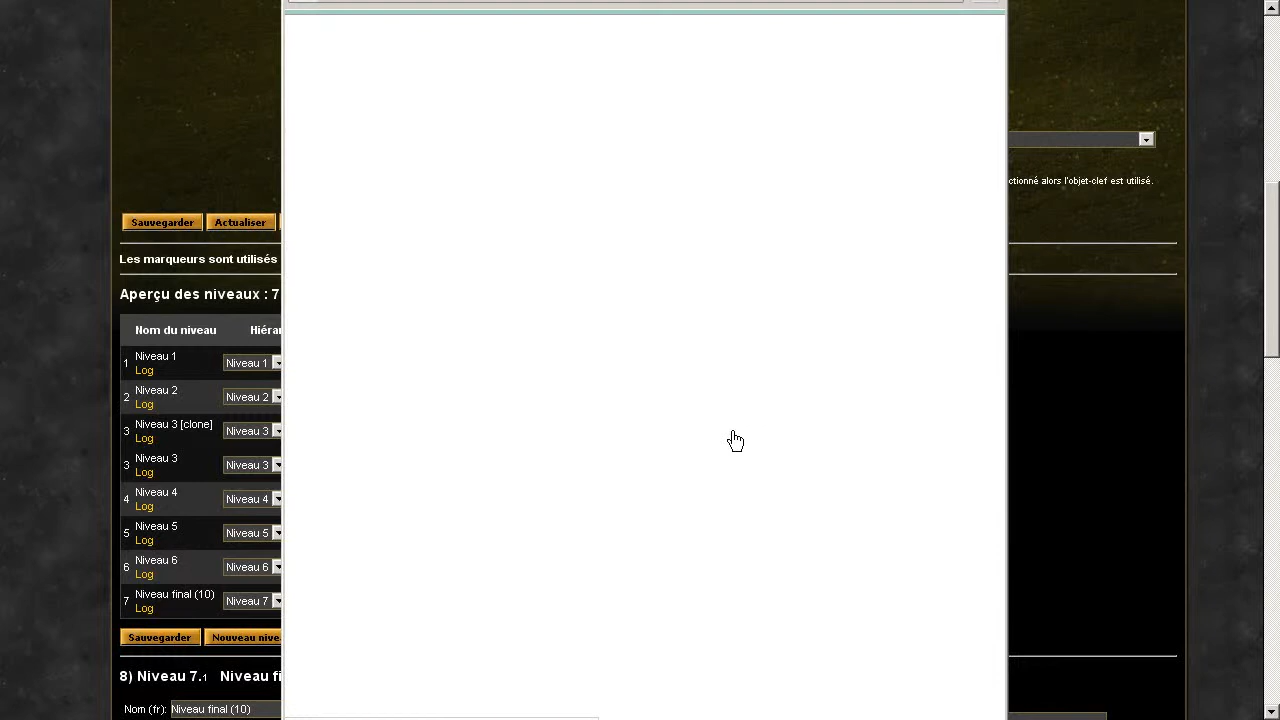 ctionné alors l'objet-clef est utilisé.
Sauvegarder Actualiser
Les marqueurs sont utilisés
Aperçu des niveaux : 7
Nom du niveau Hiérar
1 Niveau 1 Log Niveau 1
2 Niveau 2 Log Niveau 2
3 Niveau 3 [clone] Log Niveau 3
3 Niveau 3 Log Niveau 3
4 Niveau 4 Log Niveau 4
5 Niveau 5 Log Niveau 5
6 Niveau 6 Log Niveau 6
7 Niveau final (10) Log Niveau 7
Sauvegarder Nouveau nive
8) Niveau 7.1 Niveau fi
Nom (fr): Niveau final (10)